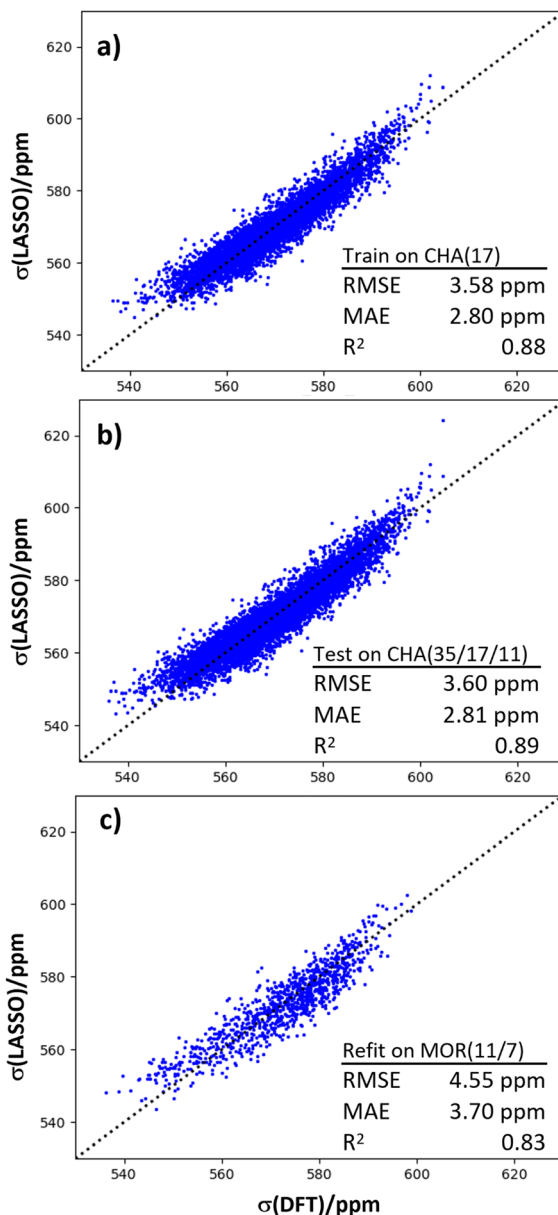 620
a)
600
σ(LASSO)/ppm
580
560
Train on CHA(17)
RMSE 3.58 ppm
MAE 2.80 ppm
540
R² 0.88
540 560 580 600 620
620
b)
600
σ(LASSO)/ppm
580
560
Test on CHA(35/17/11)
RMSE 3.60 ppm
MAE 2.81 ppm
540
R² 0.89
540 560 580 600 620
c)
620
600
σ(LASSO)/ppm
580
560
Refit on MOR(11/7)
RMSE 4.55 ppm
MAE 3.70 ppm
540
R² 0.83
540 560 580 600 620
σ(DFT)/ppm